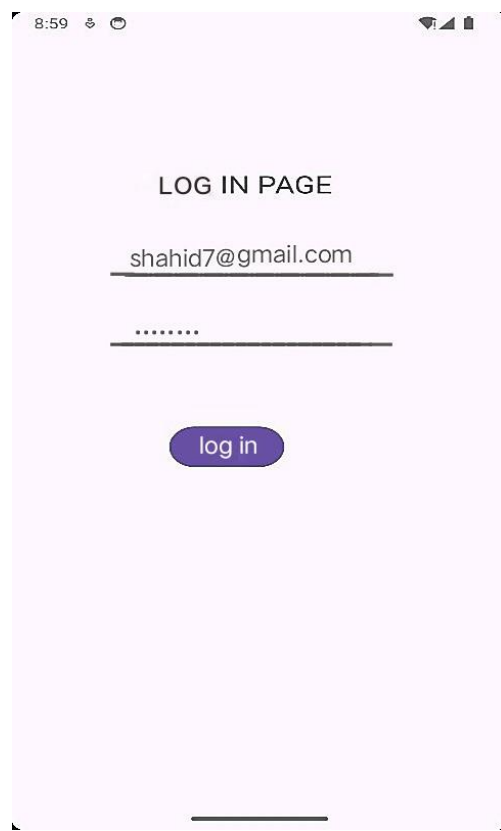 8:59
LOG IN PAGE
shahid7@gmail.com
••••••••
log in